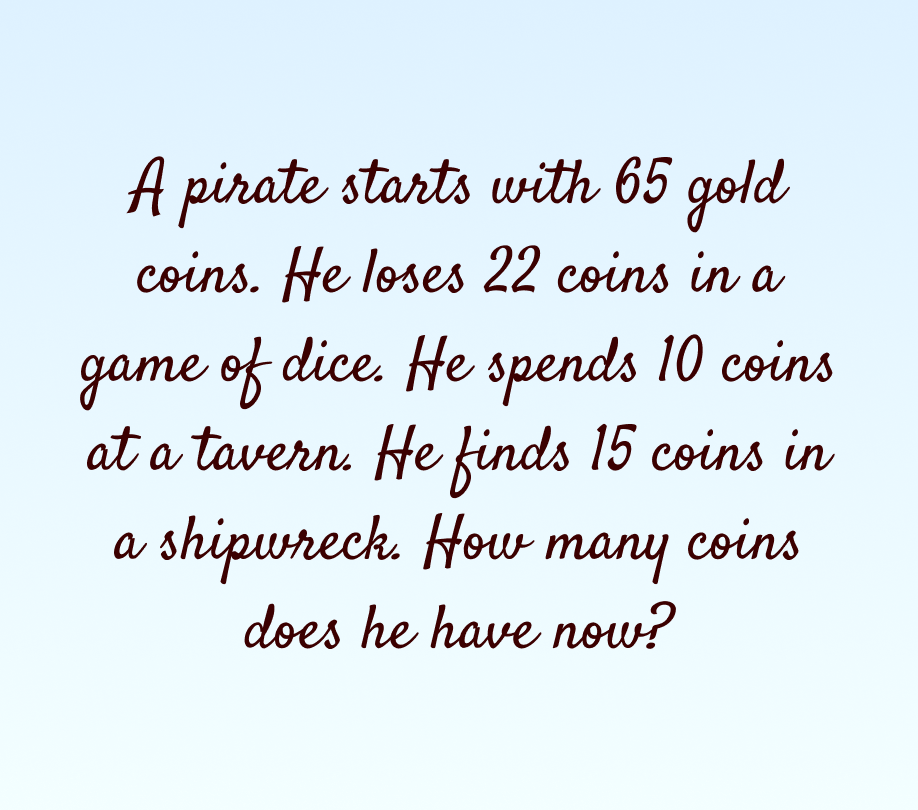 A pirate starts with 65 gold
coins. He loses 22 coins in a
game of dice. He spends 10 coins
at a tavern. He finds 15 coins in
a shipwreck. How many coins
does he have now?